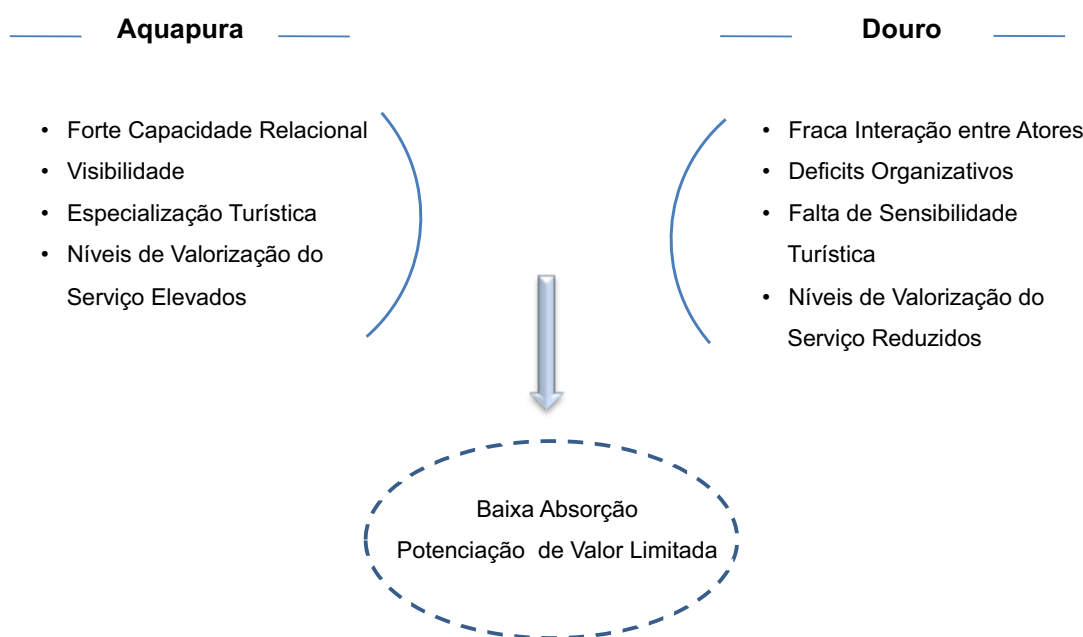 Aquapura
Douro
• Forte Capacidade Relacional
• Visibilidade
• Especialização Turística
• Níveis de Valorização do
Serviço Elevados
• Fraca Interação entre Atores
• Deficits Organizativos
• Falta de Sensibilidade
Turística
• Níveis de Valorização do
Serviço Reduzidos
Baixa Absorção
Potenciação de Valor Limitada